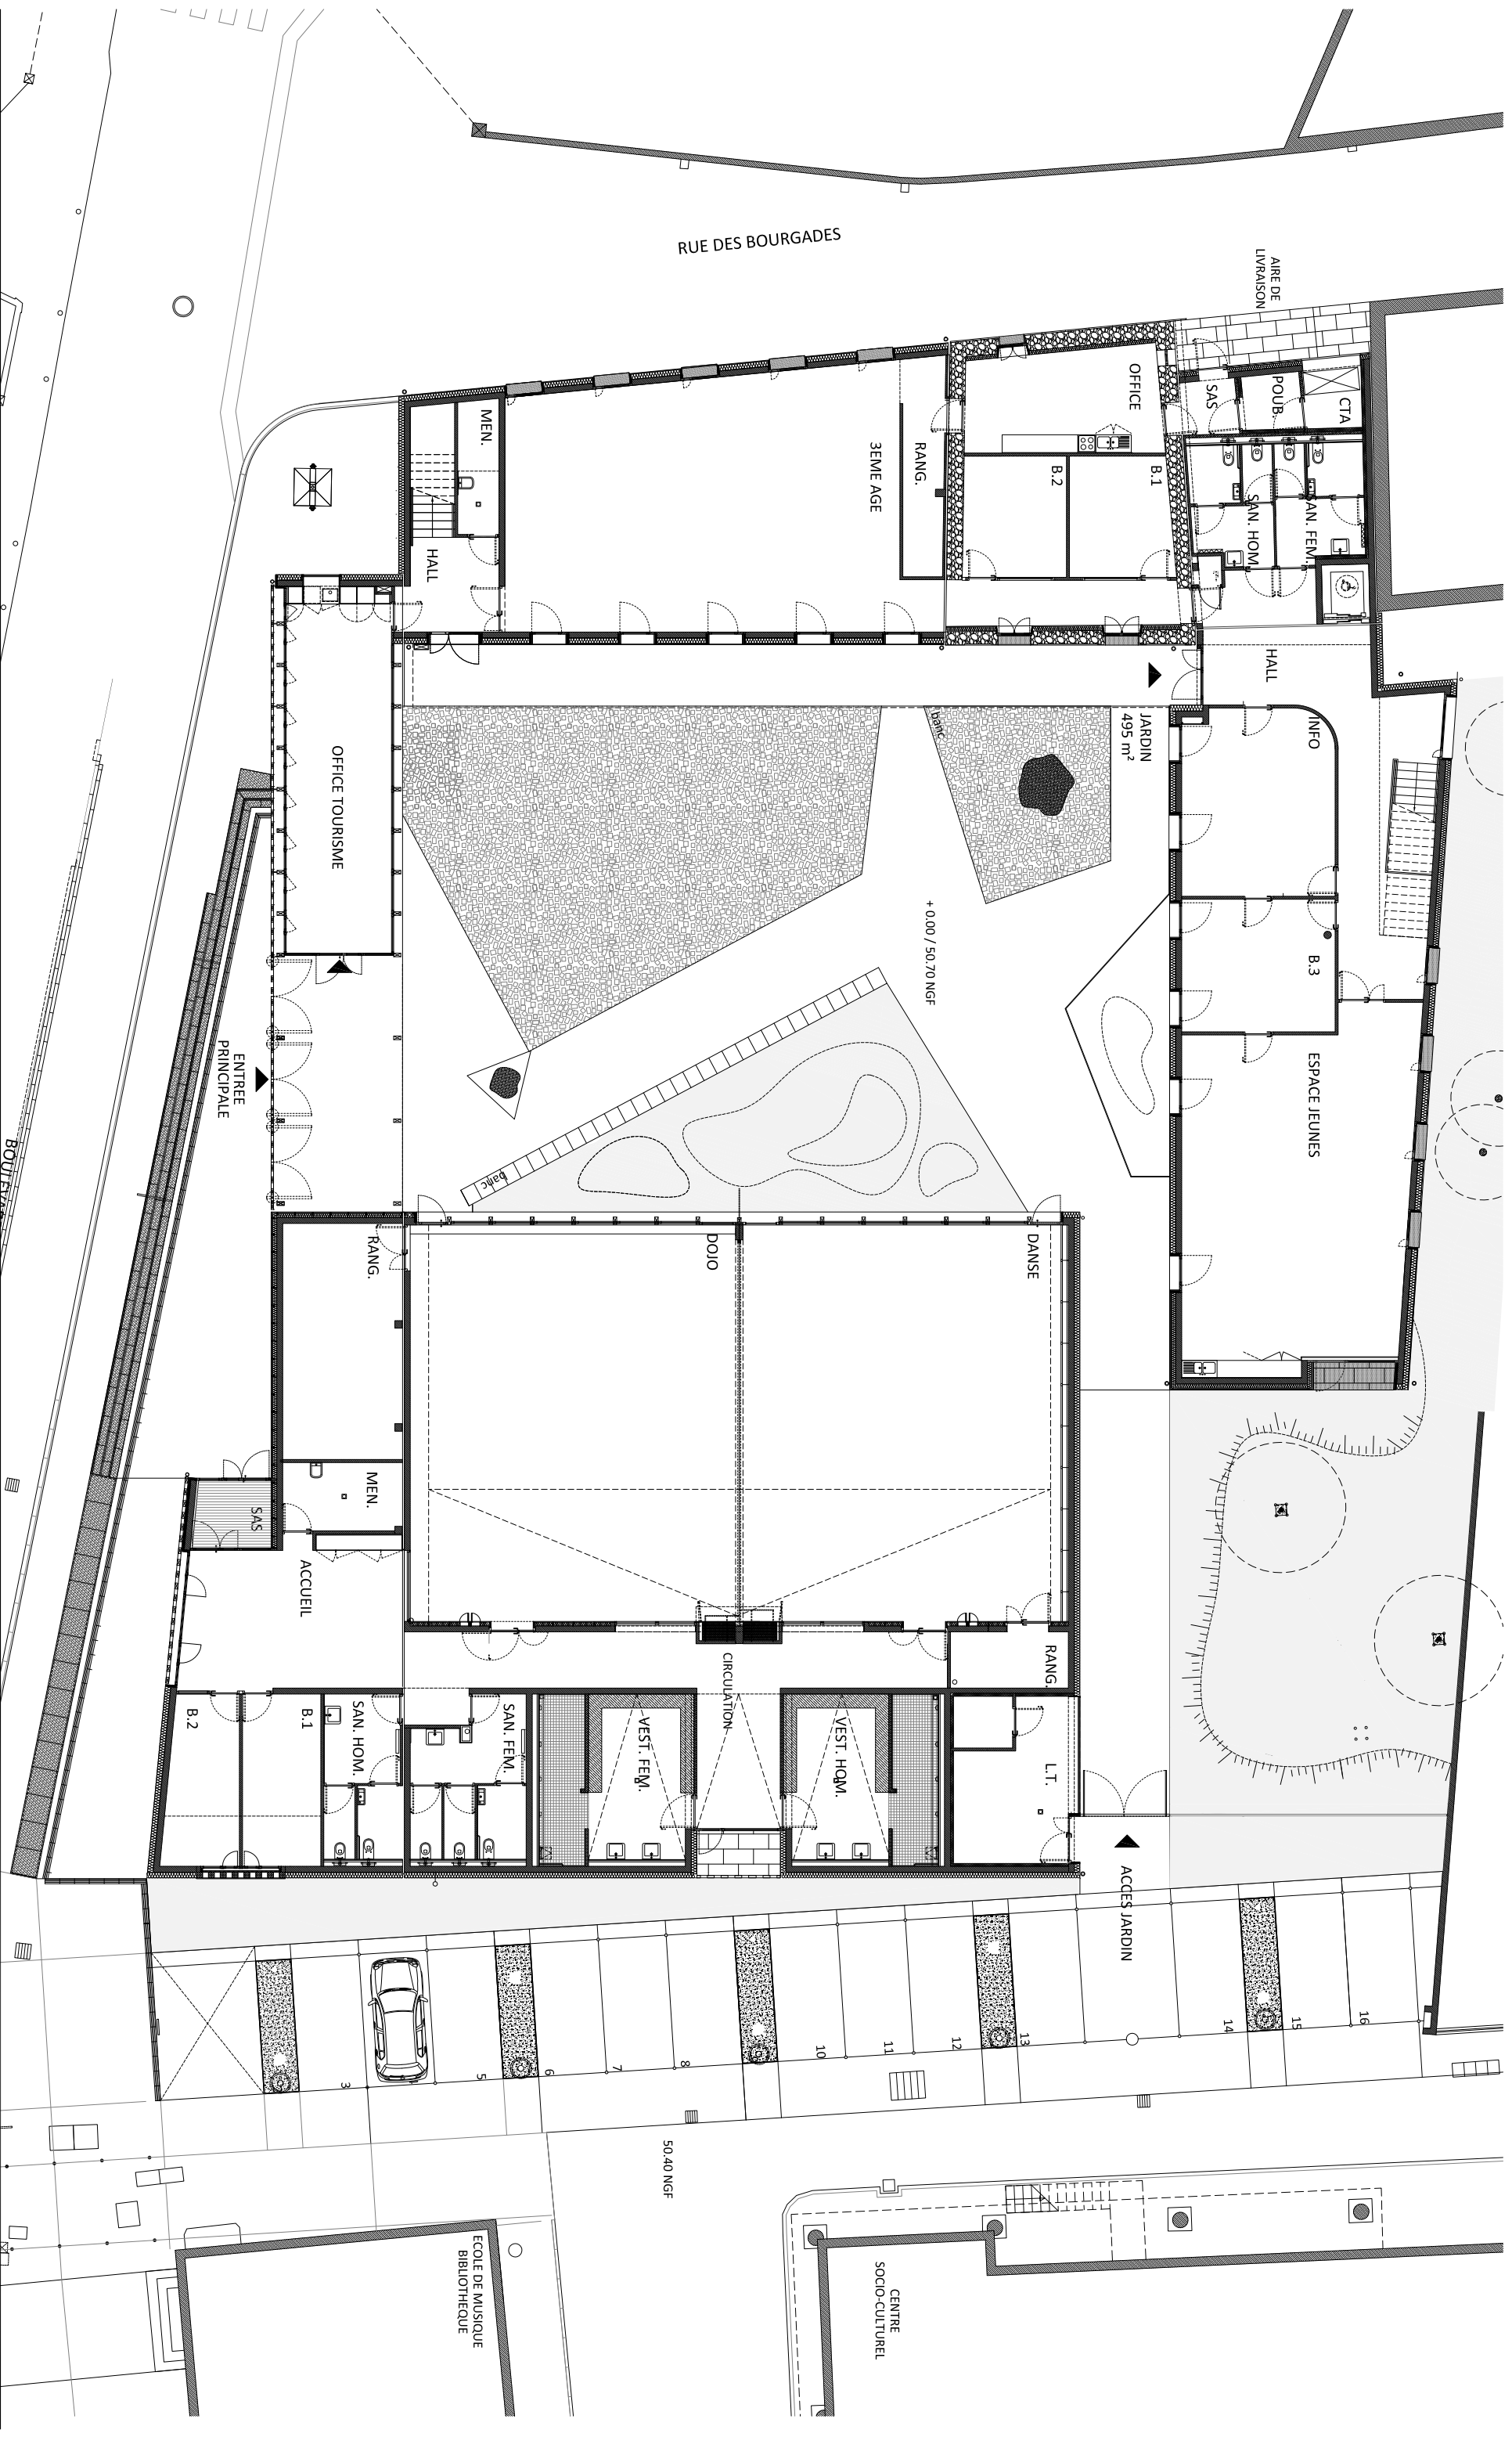 RUE DES BOURGADES
AIRE DE
LIVRAISON
OFFICE
SAS
POUB.
CTA
MEN.
3EME AGE
RANG.
B.2
B.1
SAN. HOM.
SAN. FEM.
HALL
HALL
INFO
JARDIN
495 m²
banc
OFFICE TOURISME
+ 0.00 / 50.70 NGF
B.3
ENTREE
PRINCIPALE
ESPACE JEUNES
banc
RANG.
DOJO
DANSE
MEN.
SAS
ACCUEIL
CIRCULATION
RANG.
B.2
B.1
SAN. HOM.
SAN. FEM.
VEST. FEM.
VEST. HOM.
L.T.
ACCES JARDIN
3
5
6
7
8
10
11
12
13
14
15
16
50.40 NGF
ECOLE DE MUSIQUE
BIBLIOTHEQUE
CENTRE
SOCIO-CULTUREL